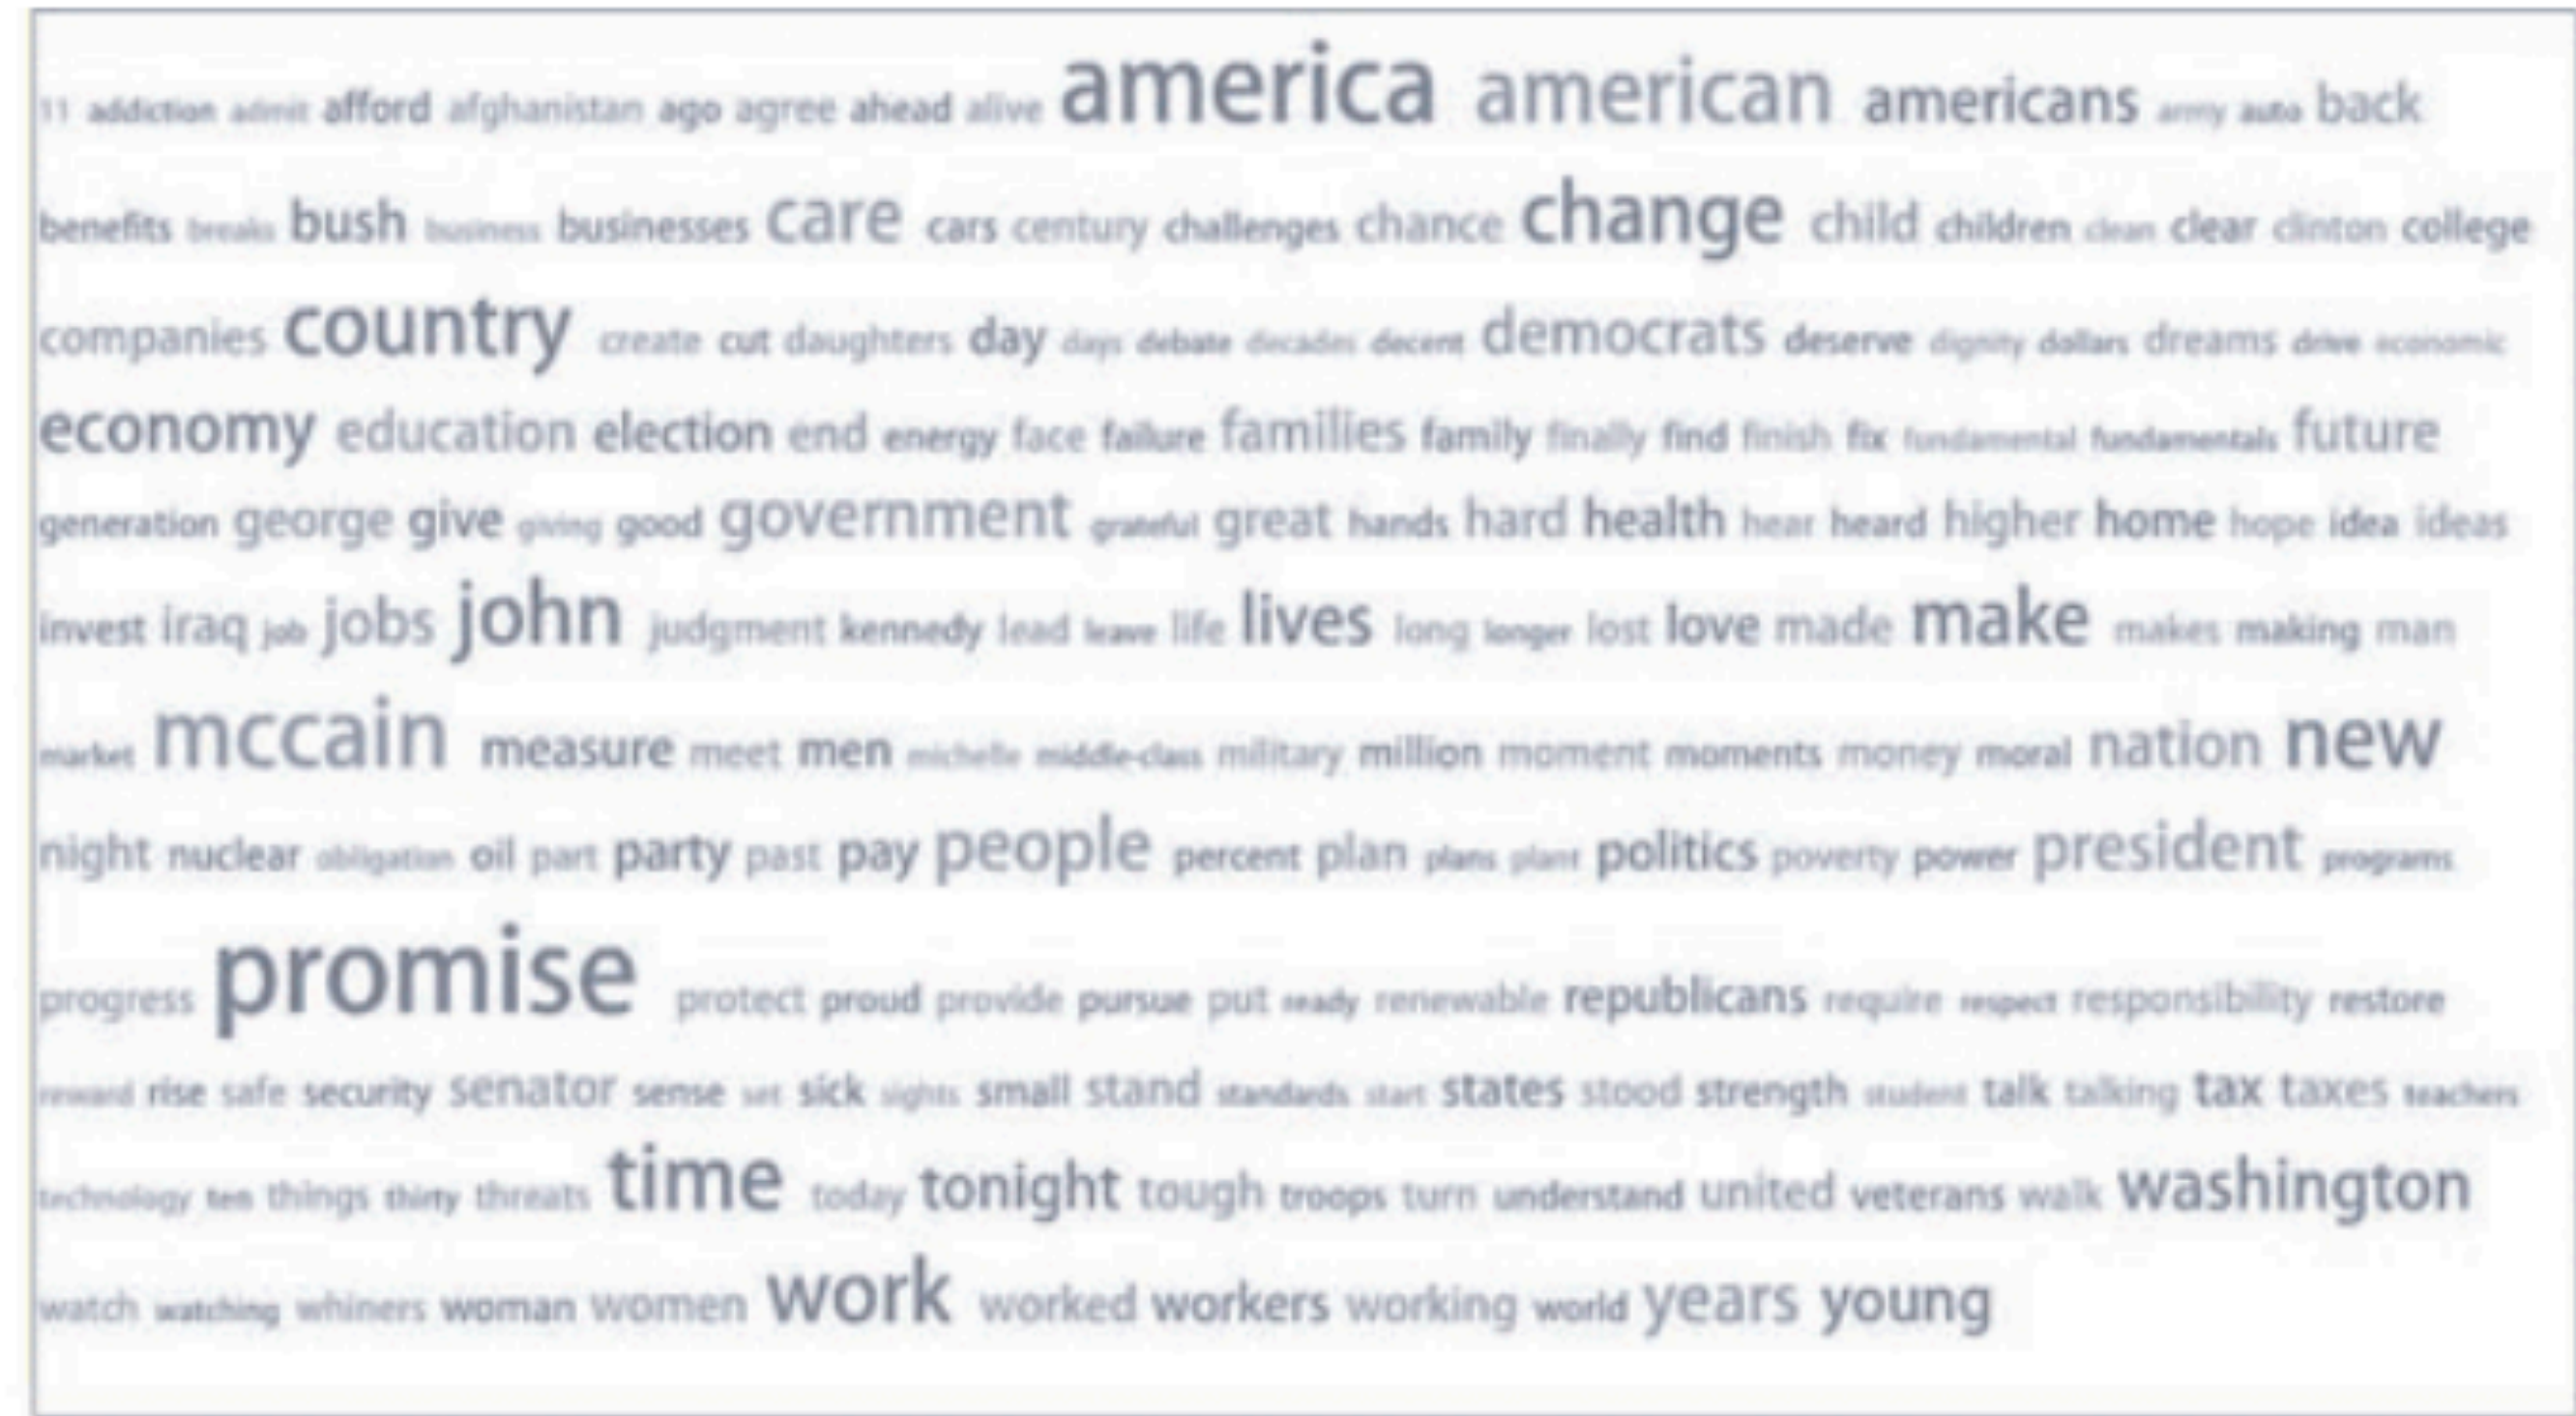 11 addiction admit afford afghanistan ago agree ahead alive america american americans army auto back
benefits breaks bush business businesses care cars century challenges chance change child children clean clear clinton college
companies country create cut daughters day days debate decades decent democrats deserve dignity dollars dreams drive economic
economy education election end energy face failure families family finally find finish fix fundamental fundamentals future
generation george give giving good government grateful great hands hard health hear heard higher home hope idea ideas
invest iraq job jobs john judgment kennedy lead leave life lives long longer lost love made make makes making man
market mccain measure meet men michelle middle-class military million moment moments money moral nation new
night nuclear obligation oil part party past pay people percent plan plans plant politics poverty power president programs
progress promise protect proud provide pursue put ready renewable republicans require respect responsibility restore
reward rise safe security senator sense set sick sights small stand standards start states stood strength student talk talking tax taxes teachers
technology ten things thirty threats time today tonight tough troops turn understand united veterans walk washington
watch watching whiners woman women work worked workers working world years young